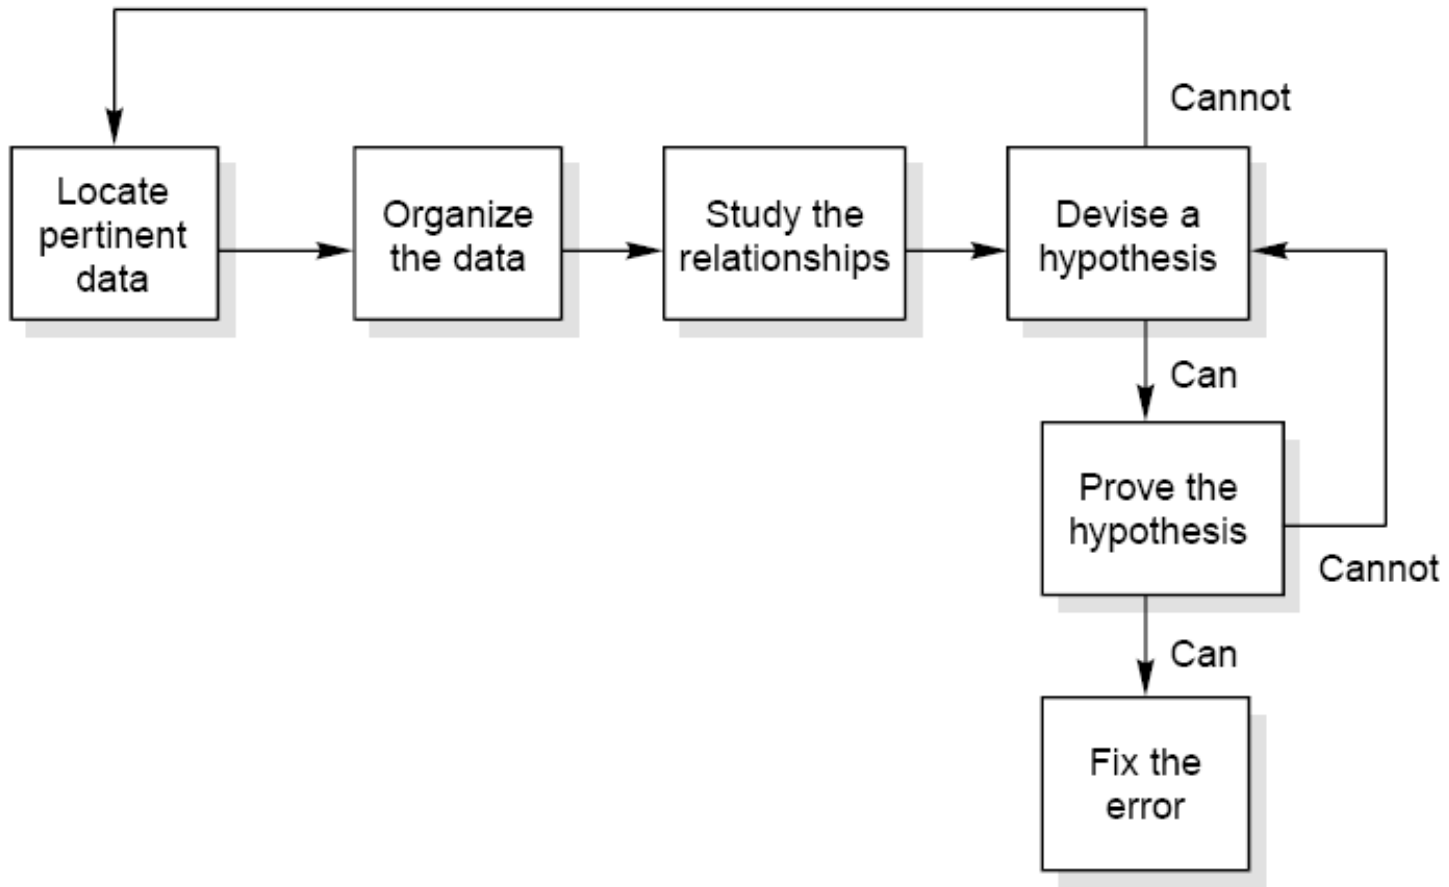 Cannot
Locate
pertinent
data
Organize
the data
Study the
relationships
Devise a
hypothesis
Can
Prove the
hypothesis
Cannot
Can
Fix the
error